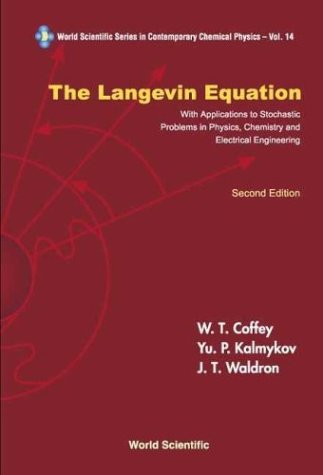 World Scientific Series in Contemporary Chemical Physics – Vol. 14
The Langevin Equation
With Applications to Stochastic
Problems in Physics, Chemistry and
Electrical Engineering
Second Edition
W. T. Coffey
Yu. P. Kalmykov
J. T. Waldron
World Scientific